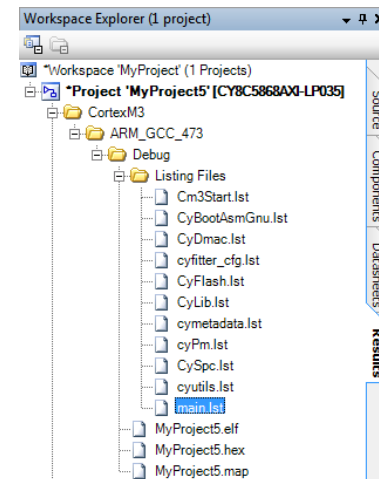 Workspace Explorer (1 project)
*Workspace 'MyProject' (1 Projects)
*Project 'MyProject5' [CY8C5868AXI-LP035]
CortexM3
ARM_GCC_473
Debug
Listing Files
Cm3Start.lst
CyBootAsmGnu.lst
CyDmac.lst
cyfitter_cfg.lst
CyFlash.lst
CyLib.lst
cymetadata.lst
cyPm.lst
CySpc.lst
cyutils.lst
main.lst
MyProject5.elf
MyProject5.hex
MyProject5.map
Source
Components
Datasheets
Results